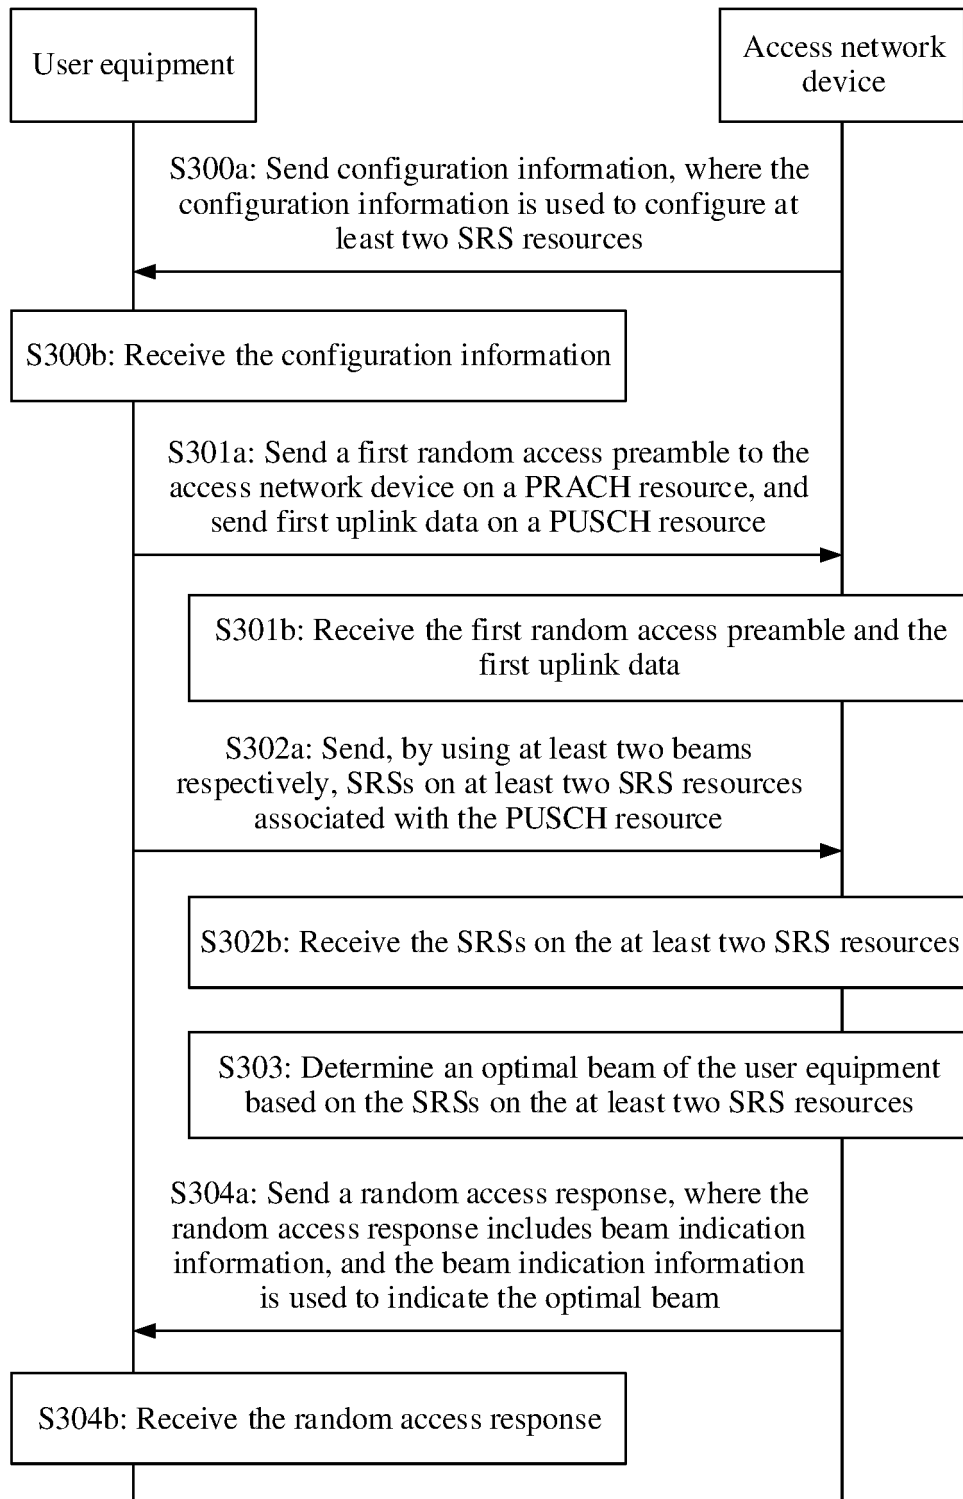 User equipment
Access network
device
S300a: Send configuration information, where the
configuration information is used to configure at
least two SRS resources
S300b: Receive the configuration information
S301a: Send a first random access preamble to the
access network device on a PRACH resource, and
send first uplink data on a PUSCH resource
S301b: Receive the first random access preamble and the
first uplink data
S302a: Send, by using at least two beams
respectively, SRSs on at least two SRS resources
associated with the PUSCH resource
S302b: Receive the SRSs on the at least two SRS resources
S303: Determine an optimal beam of the user equipment
based on the SRSs on the at least two SRS resources
S304a: Send a random access response, where the
random access response includes beam indication
information, and the beam indication information
is used to indicate the optimal beam
S304b: Receive the random access response